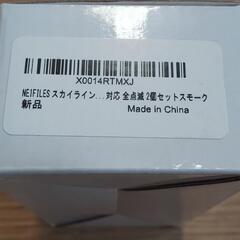 X0014RTMXJ
NEIFILES スカイライン...対応 全点滅 2個セットスモーク
新品
Made in China